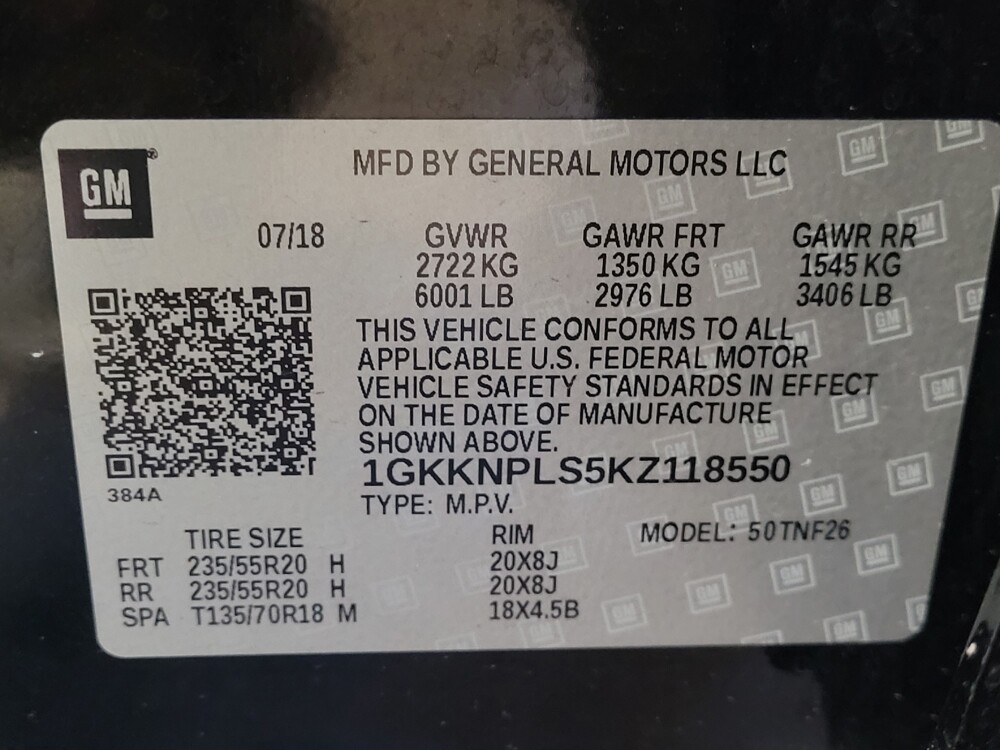 GM
MFD BY GENERAL MOTORS LLC
07/18 GVWR GAWR FRT GAWR RR
2722 KG 1350 KG 1545 KG
6001 LB 2976 LB 3406 LB
THIS VEHICLE CONFORMS TO ALL
APPLICABLE U.S. FEDERAL MOTOR
VEHICLE SAFETY STANDARDS IN EFFECT
ON THE DATE OF MANUFACTURE
SHOWN ABOVE.
1GKKNPLS5KZ118550
384A
TYPE: M.P.V.
TIRE SIZE RIM MODEL: 50TNF26
FRT 235/55R20 H 20X8J
RR 235/55R20 H 20X8J
SPA T135/70R18 M 18X4.5B